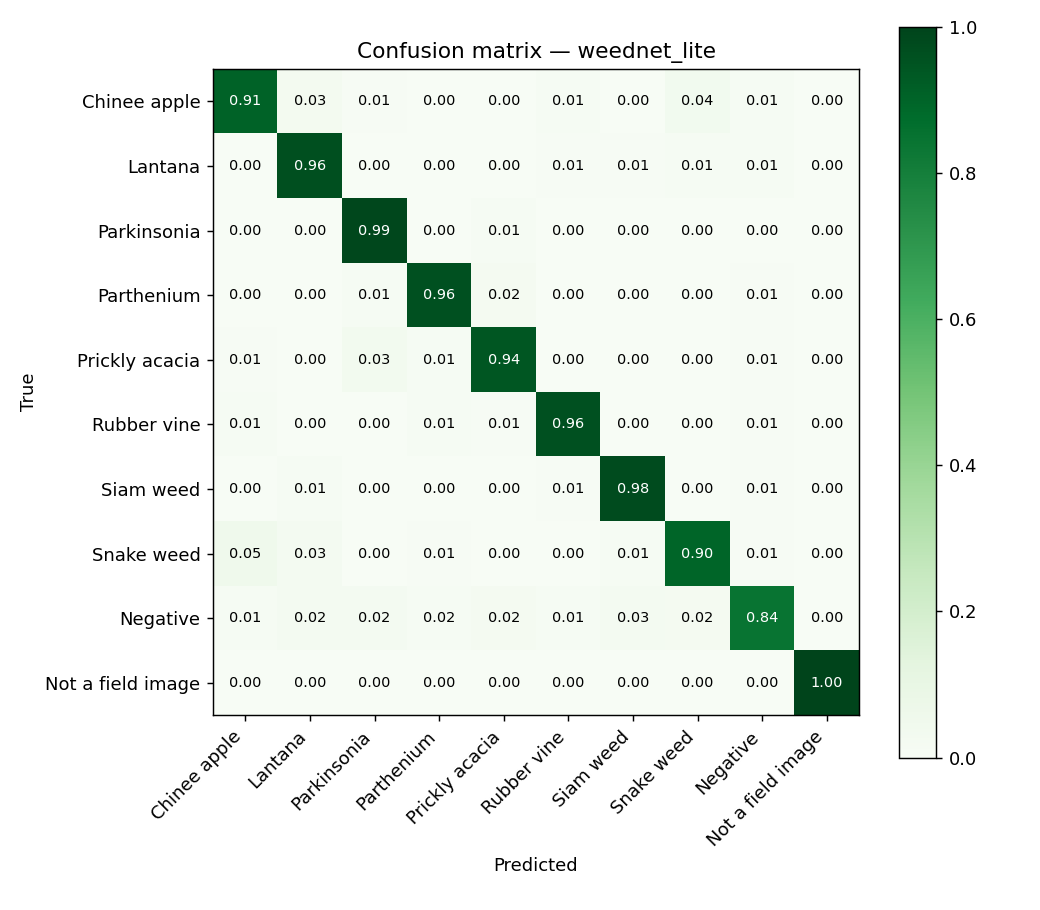 Confusion matrix — weednet_lite
Chinee apple 0.91 0.03 0.01 0.00 0.00 0.01 0.00 0.04 0.01 0.00
Lantana 0.00 0.96 0.00 0.00 0.00 0.01 0.01 0.01 0.01 0.00
Parkinsonia 0.00 0.00 0.99 0.00 0.01 0.00 0.00 0.00 0.00 0.00
Parthenium 0.00 0.00 0.01 0.96 0.02 0.00 0.00 0.00 0.01 0.00
Prickly acacia 0.01 0.00 0.03 0.01 0.94 0.00 0.00 0.00 0.01 0.00
Rubber vine 0.01 0.00 0.00 0.01 0.01 0.96 0.00 0.00 0.01 0.00
Siam weed 0.00 0.01 0.00 0.00 0.00 0.01 0.98 0.00 0.01 0.00
Snake weed 0.05 0.03 0.00 0.01 0.00 0.00 0.01 0.90 0.01 0.00
Negative 0.01 0.02 0.02 0.02 0.02 0.01 0.03 0.02 0.84 0.00
Not a field image 0.00 0.00 0.00 0.00 0.00 0.00 0.00 0.00 0.00 1.00
True
Chinee apple
Lantana
Parkinsonia
Parthenium
Prickly acacia
Rubber vine
Siam weed
Snake weed
Negative
Not a field image
Predicted
1.0
0.8
0.6
0.4
0.2
0.0